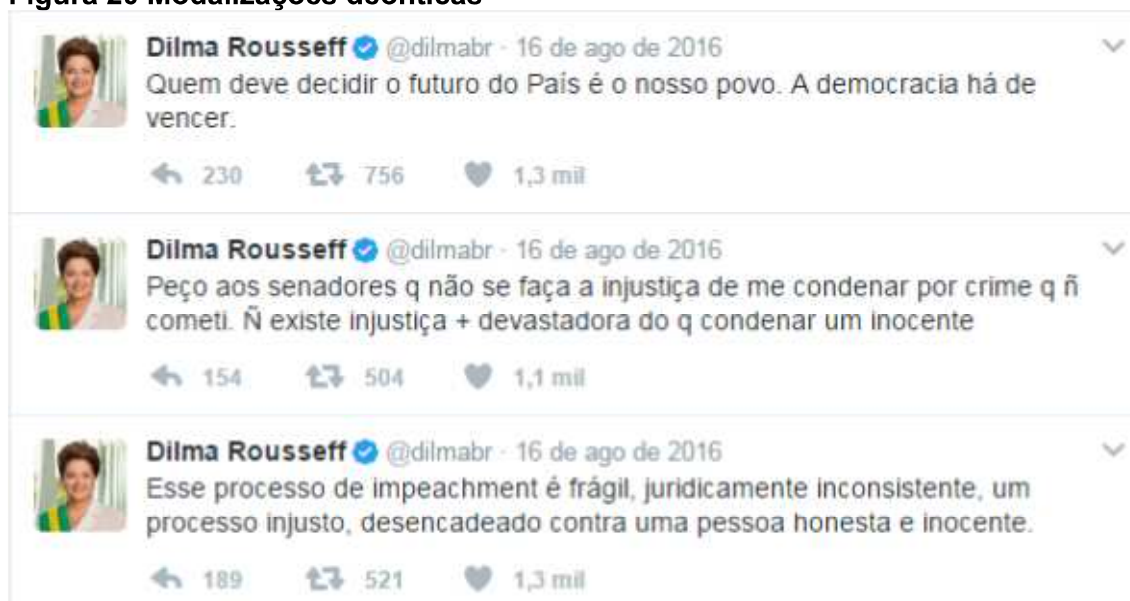 Figura 20 Modalizações deônticas
Dilma Rousseff @dilmabr · 16 de ago de 2016
Quem deve decidir o futuro do País é o nosso povo. A democracia há de
vencer.
230 756 1,3 mil
Dilma Rousseff @dilmabr · 16 de ago de 2016
Peço aos senadores q não se faça a injustiça de me condenar por crime q ñ
cometi. Ñ existe injustiça + devastadora do q condenar um inocente
154 504 1,1 mil
Dilma Rousseff @dilmabr · 16 de ago de 2016
Esse processo de impeachment é frágil, juridicamente inconsistente, um
processo injusto, desencadeado contra uma pessoa honesta e inocente.
189 521 1,3 mil